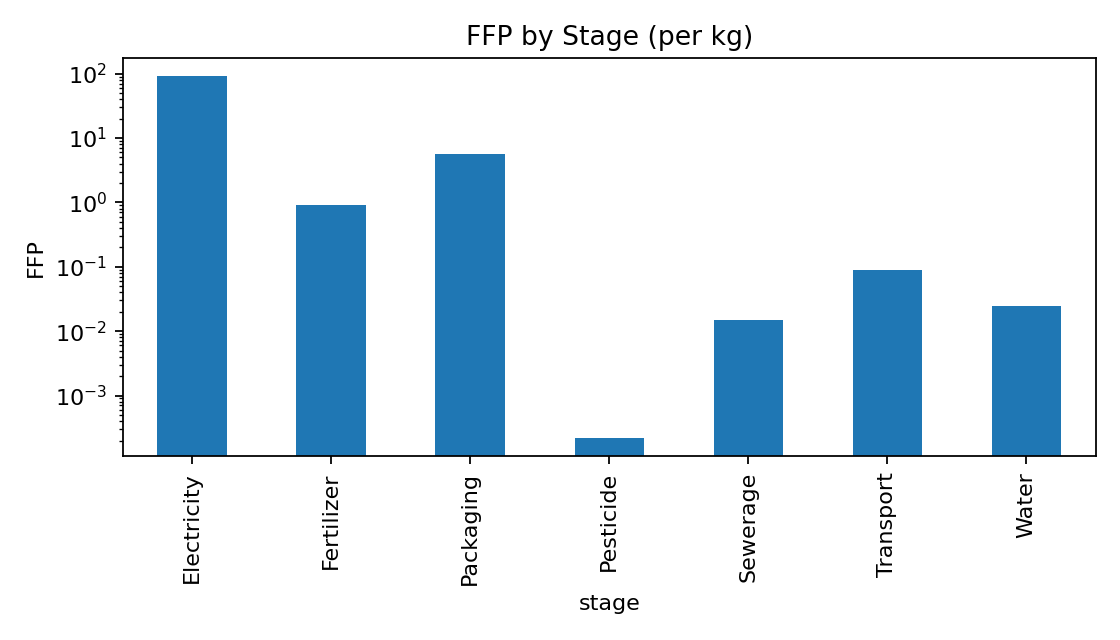 FFP by Stage (per kg)
FFP
10²
10¹
10⁰
10⁻¹
10⁻²
10⁻³
Electricity
Fertilizer
Packaging
Pesticide
Sewerage
Transport
Water
stage